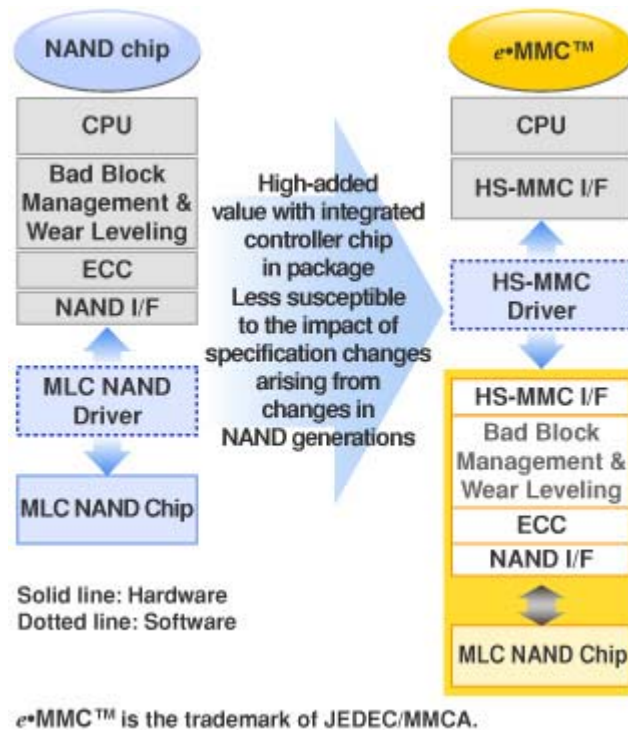 NAND chip
CPU
Bad Block
Management &
Wear Leveling
ECC
NAND I/F
MLC NAND
Driver
MLC NAND Chip
Solid line: Hardware
Dotted line: Software
High-added
value with integrated
controller chip
in package
Less susceptible
to the impact of
specification changes
arising from
changes in
NAND generations
e•MMC™
CPU
HS-MMC I/F
HS-MMC
Driver
HS-MMC I/F
Bad Block
Management &
Wear Leveling
ECC
NAND I/F
MLC NAND Chip
e•MMC™ is the trademark of JEDEC/MMCA.